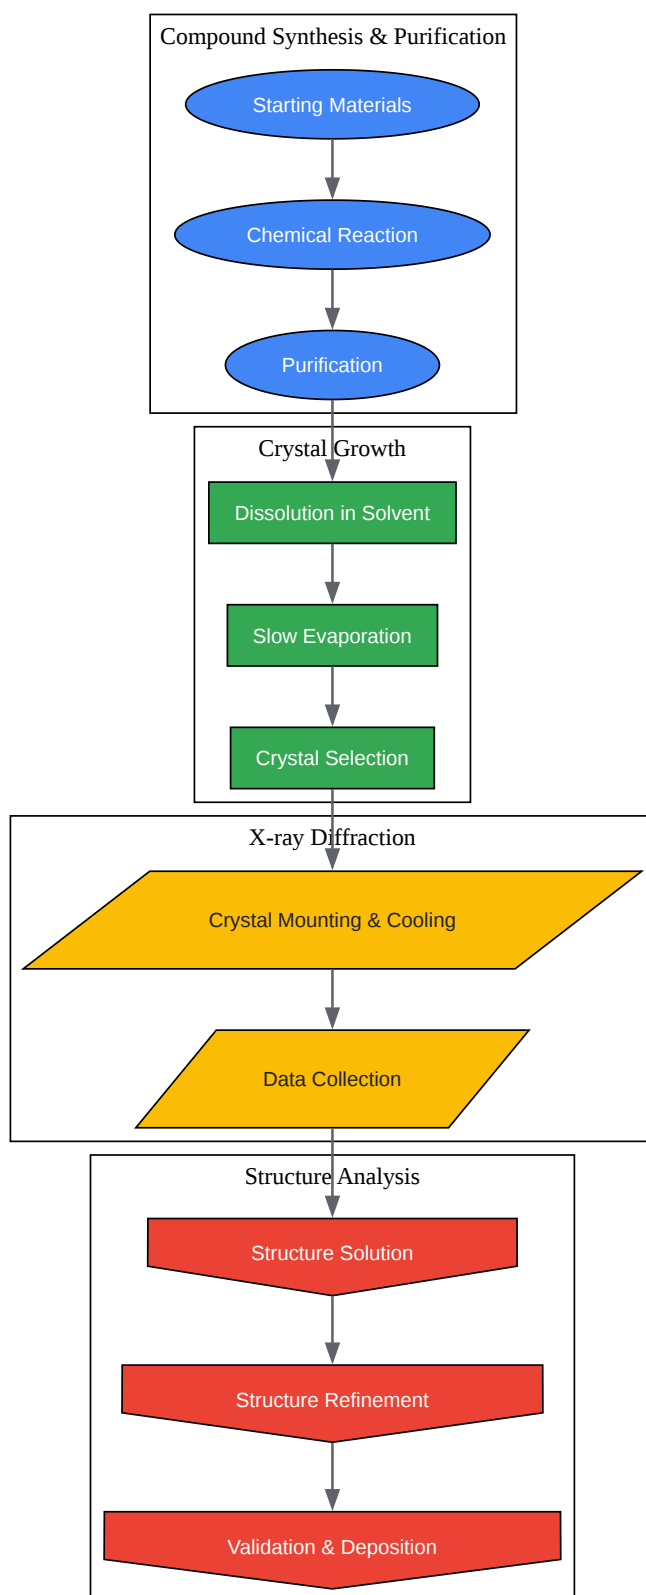 Compound Synthesis & Purification
Starting Materials
Chemical Reaction
Purification
Crystal Growth
Dissolution in Solvent
Slow Evaporation
Crystal Selection
X-ray Diffraction
Crystal Mounting & Cooling
Data Collection
Structure Analysis
Structure Solution
Structure Refinement
Validation & Deposition